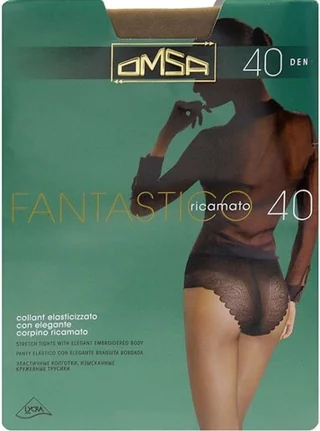 OMSA
40 DEN
FANTASTICO ricamato 40
collant elasticizzato
con elegante
corpino ricamato
STRETCH TIGHTS WITH ELEGANT EMBROIDERED BODY
PANTY ELASTICO CON ELEGANTE BRAGUITA BORDADA
ЭЛАСТИЧНЫЕ КОЛГОТКИ, ИЗЫСКАННЫЕ
КРУЖЕВНЫЕ ТРУСИКИ
LYCRA